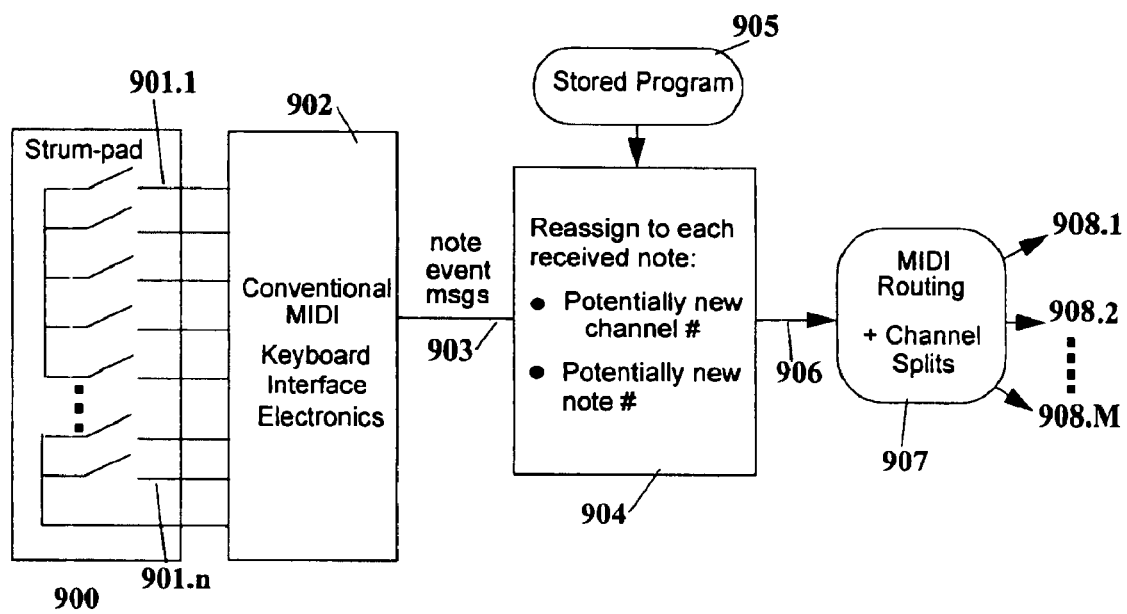 905
Stored Program
901.1
902
Strum-pad
Conventional
MIDI
Keyboard
Interface
Electronics
note
event
msgs
903
Reassign to each
received note:
● Potentially new
channel #
● Potentially new
note #
904
906
MIDI
Routing
+ Channel
Splits
907
908.1
908.2
908.M
901.n
900